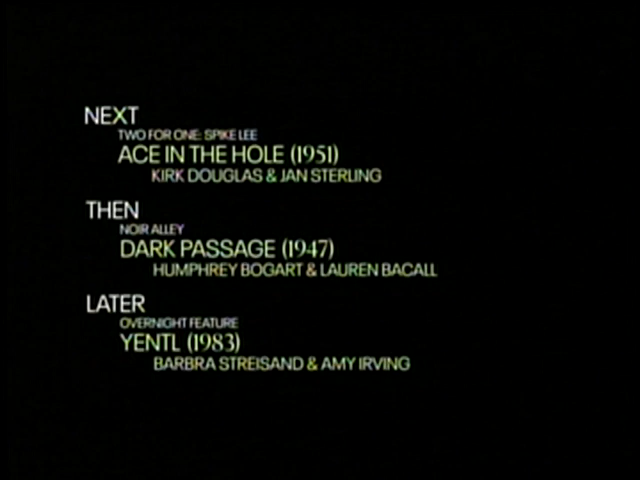 NEXT
TWO FOR ONE: SPIKE LEE
ACE IN THE HOLE (1951)
KIRK DOUGLAS & JAN STERLING
THEN
NOIR ALLEY
DARK PASSAGE (1947)
HUMPHREY BOGART & LAUREN BACALL
LATER
OVERNIGHT FEATURE
YENTL (1983)
BARBRA STREISAND & AMY IRVING